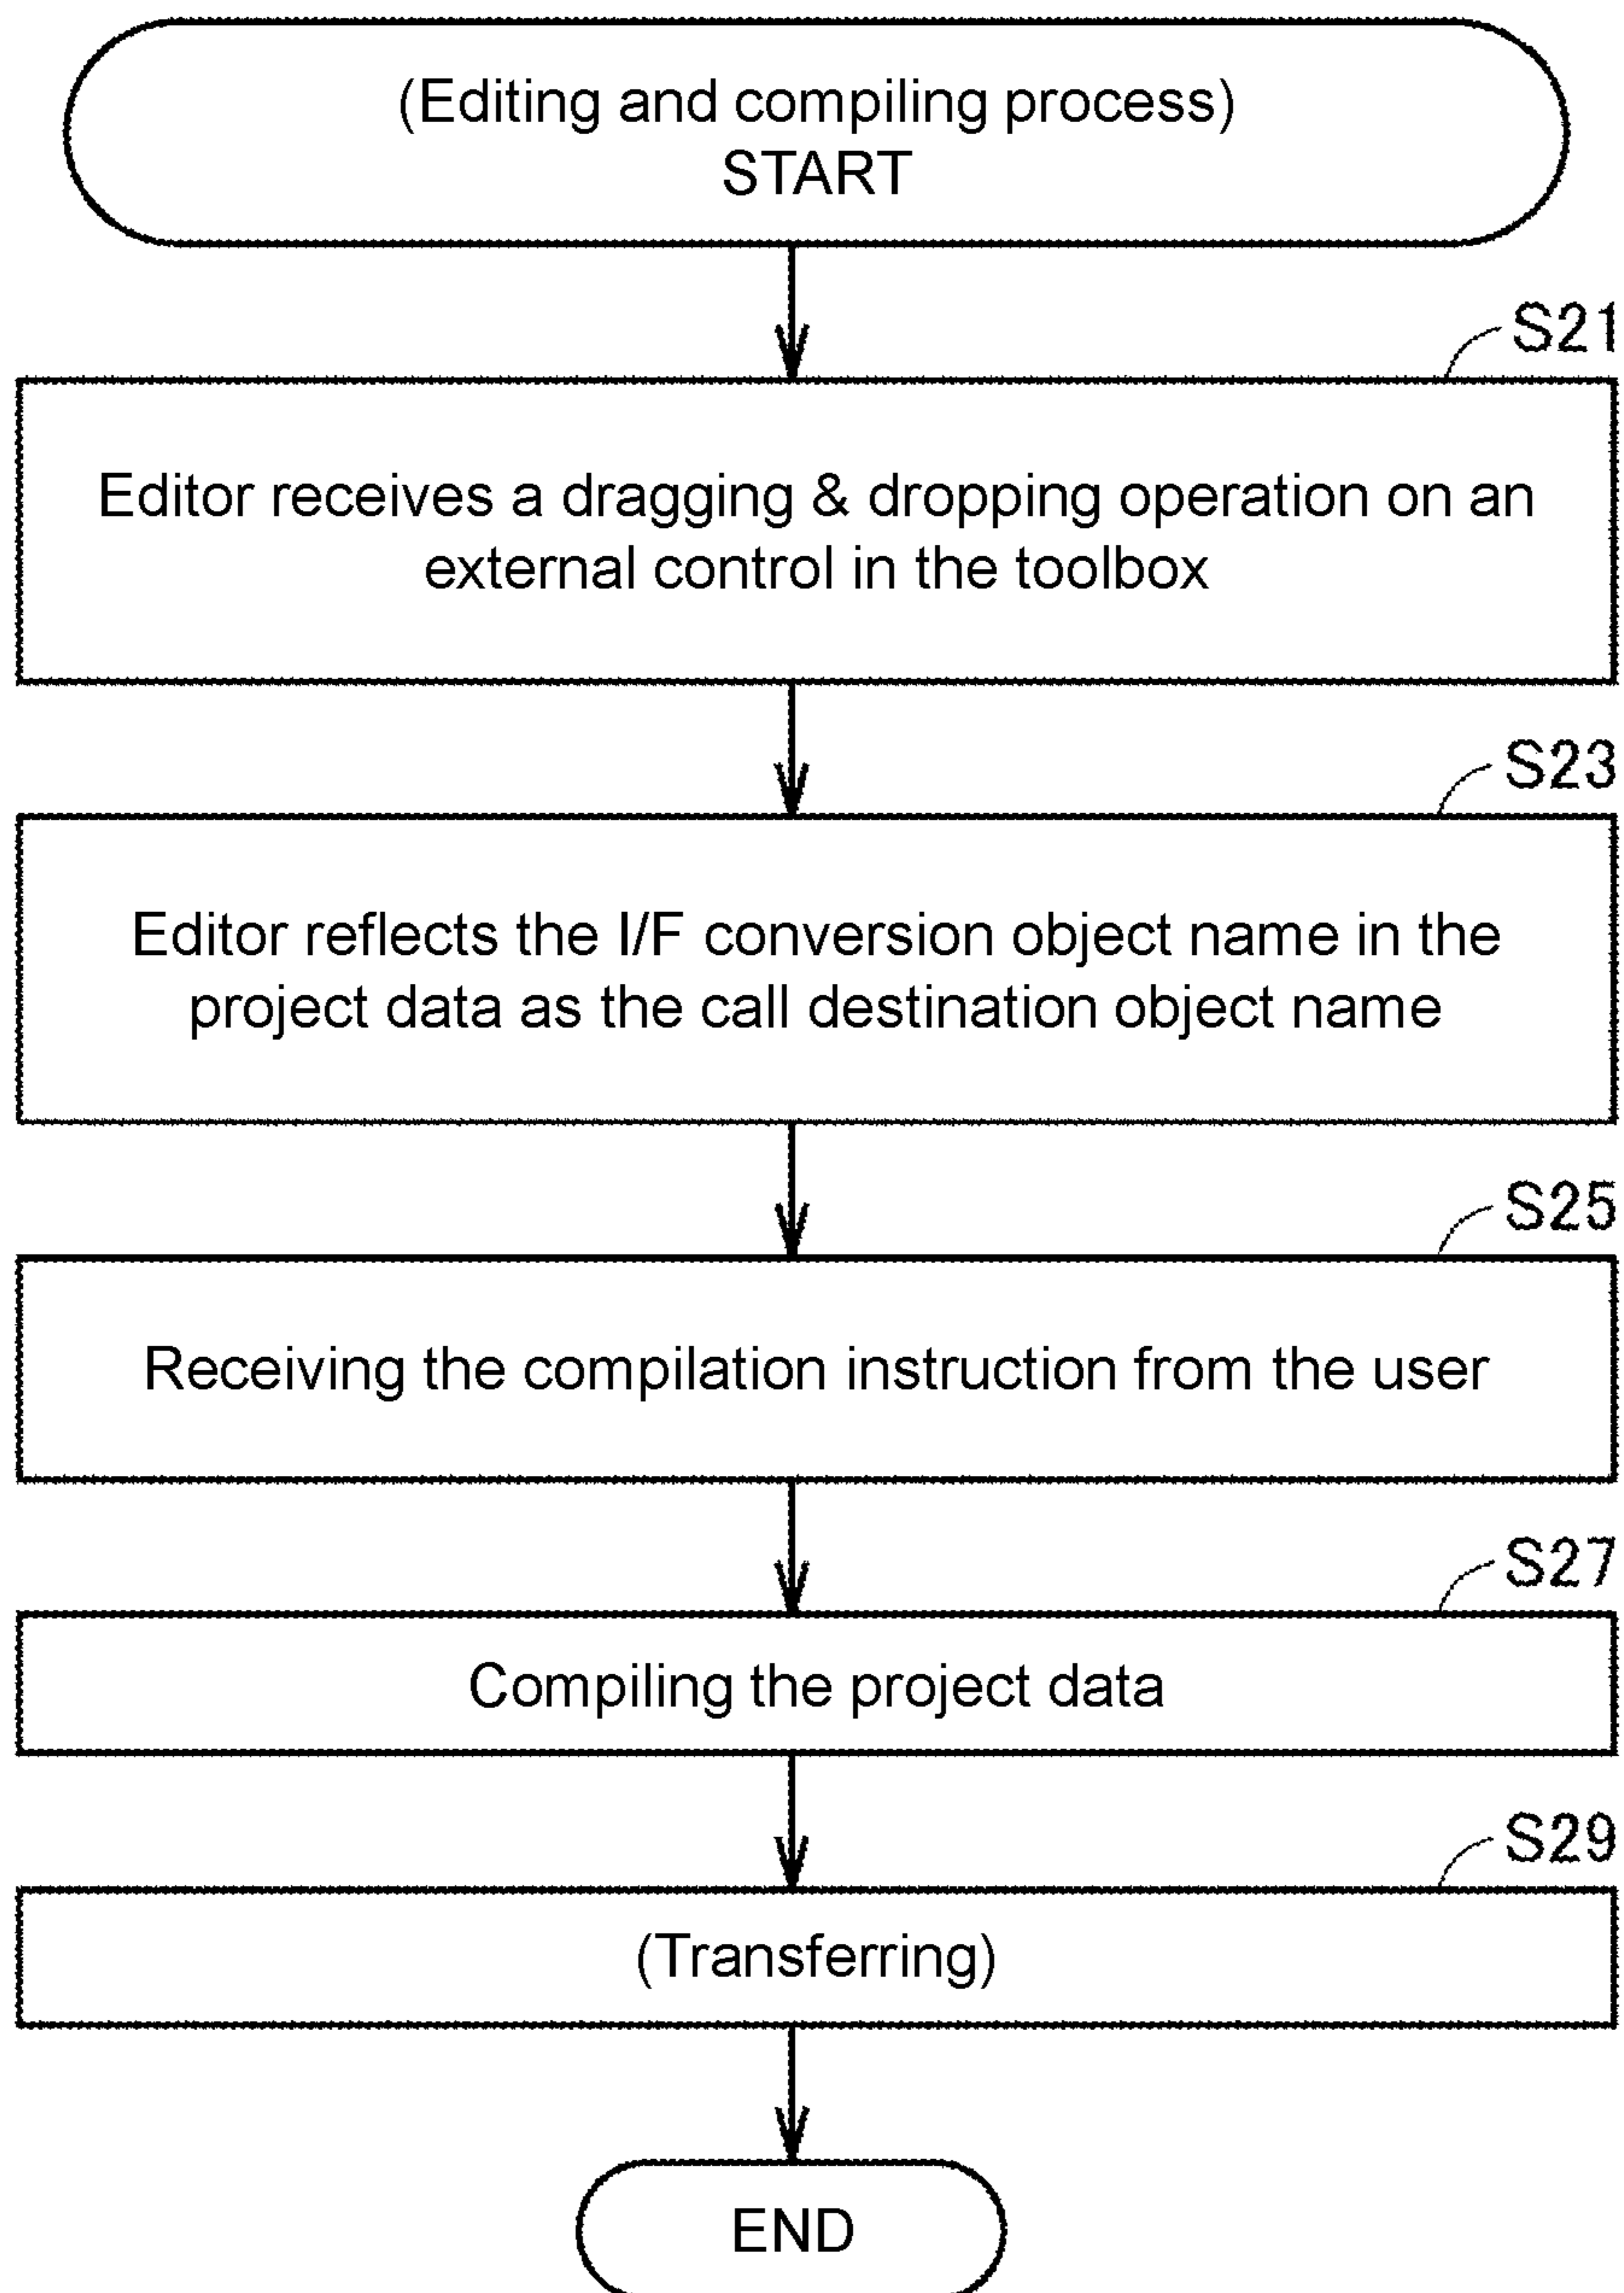 (Editing and compiling process)
START
S21
Editor receives a dragging & dropping operation on an
external control in the toolbox
S23
Editor reflects the I/F conversion object name in the
project data as the call destination object name
S25
Receiving the compilation instruction from the user
S27
Compiling the project data
S29
(Transferring)
END